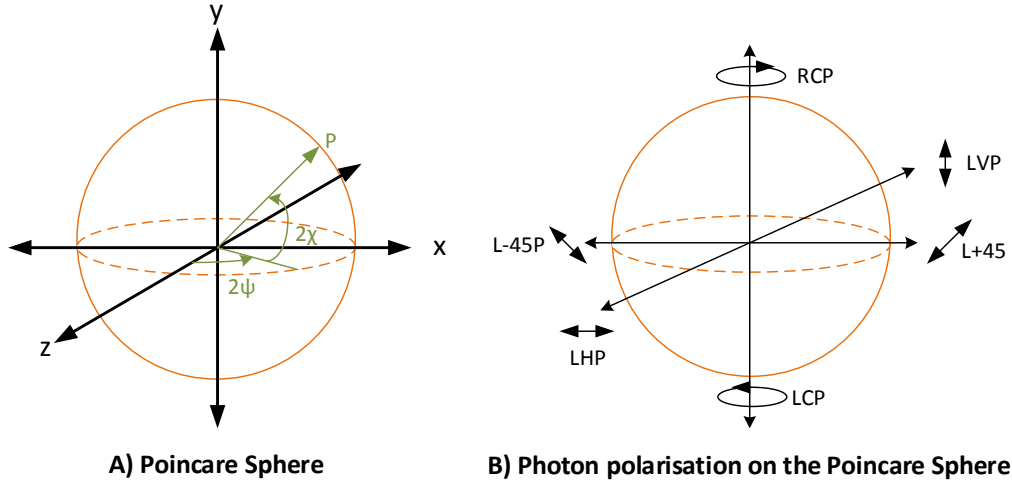 y
P
2χ
x
2ψ
z
A) Poincare Sphere
RCP
LVP
L-45P
L+45
LHP
LCP
B) Photon polarisation on the Poincare Sphere